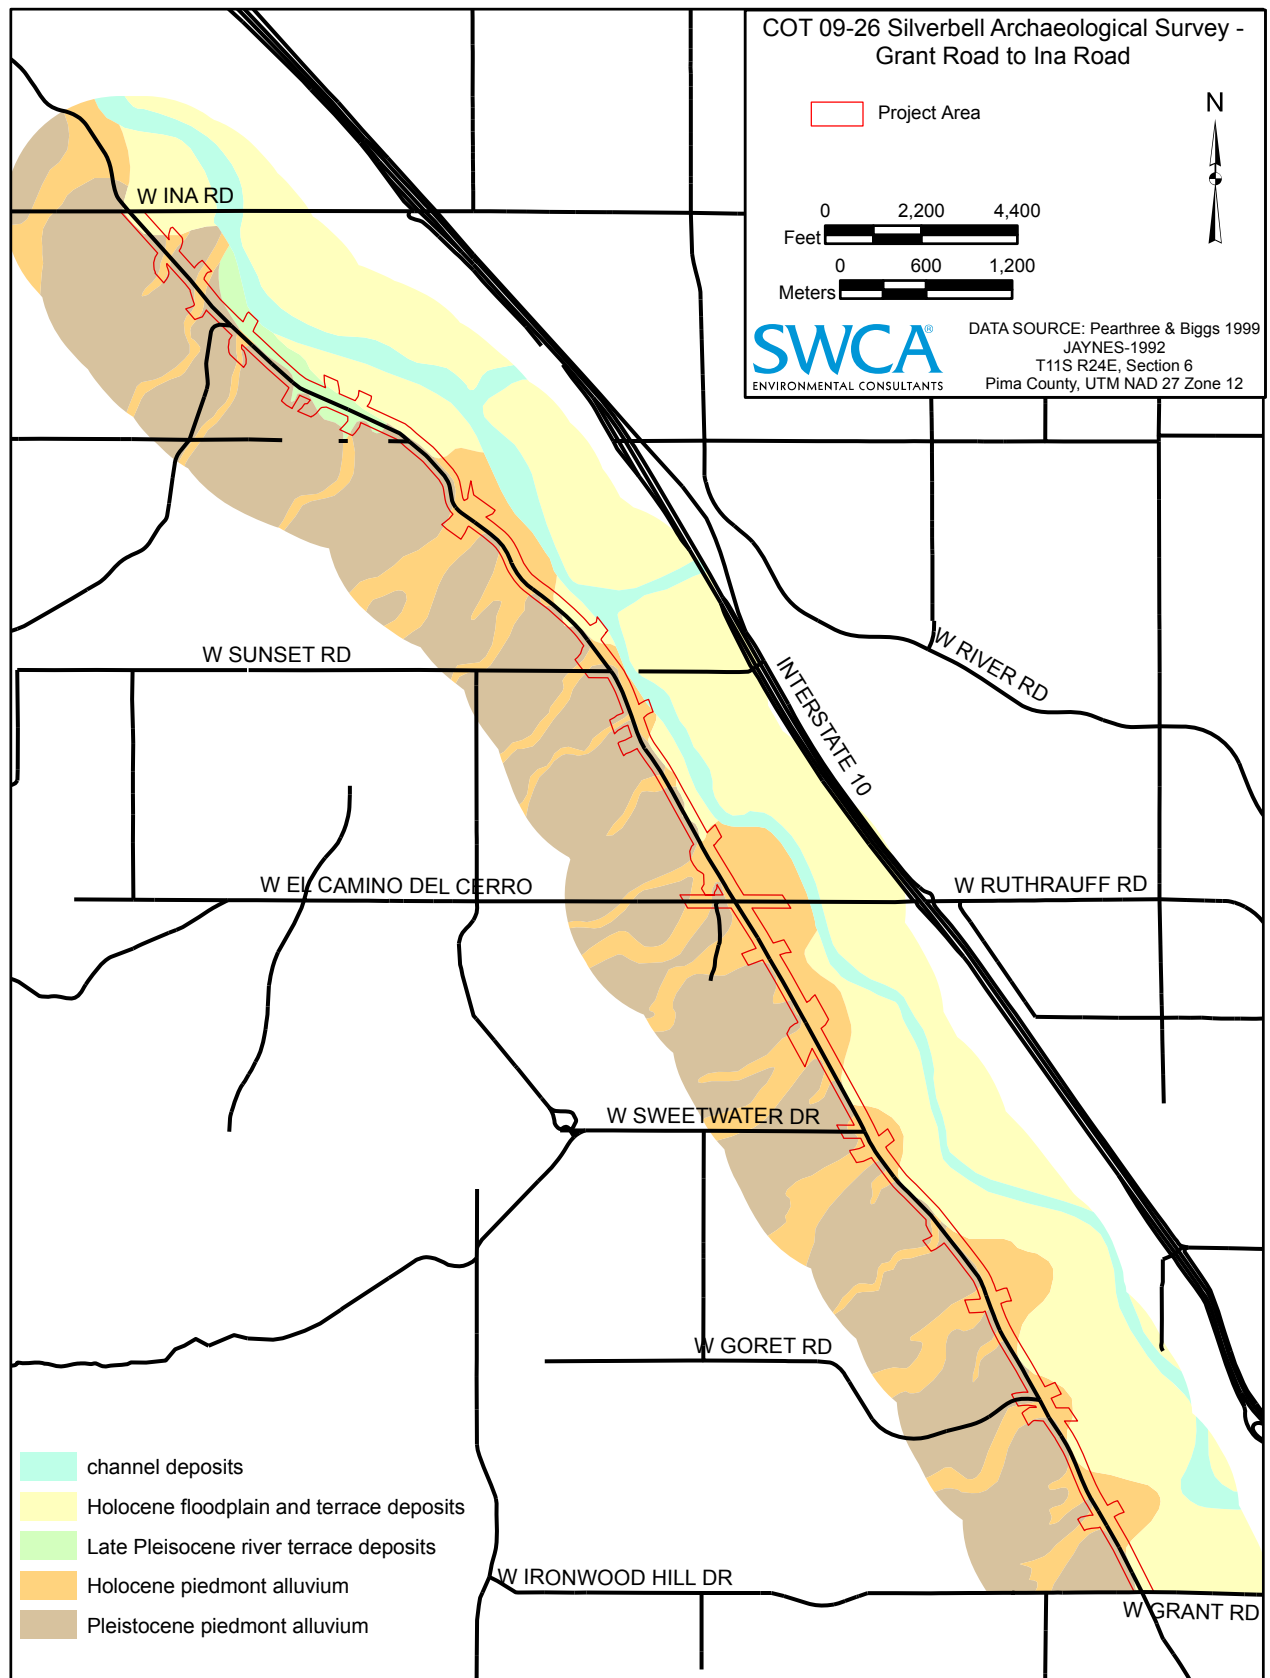 COT 09-26 Silverbell Archaeological Survey -
Grant Road to Ina Road
Project Area
N
0 2,200 4,400
Feet
0 600 1,200
Meters
SWCA®
ENVIRONMENTAL CONSULTANTS
DATA SOURCE: Pearthree & Biggs 1999
JAYNES-1992
T11S R24E, Section 6
Pima County, UTM NAD 27 Zone 12
W INA RD
W SUNSET RD
W RIVER RD
INTERSTATE 10
W EL CAMINO DEL CERRO
W RUTHRAUFF RD
W SWEETWATER DR
W GORET RD
W IRONWOOD HILL DR
W GRANT RD
channel deposits
Holocene floodplain and terrace deposits
Late Pleisocene river terrace deposits
Holocene piedmont alluvium
Pleistocene piedmont alluvium